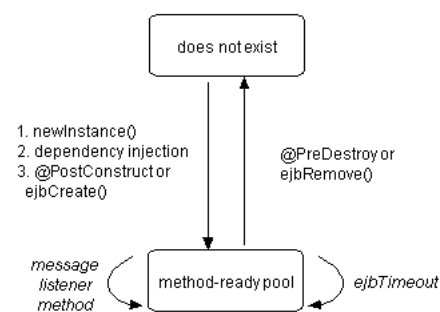 does not exist
1. newInstance()
2. dependency injection
3. @PostConstruct or
ejbCreate()
@PreDestroy or
ejbRemove()
message
listener
method
method-ready pool
ejbTimeout